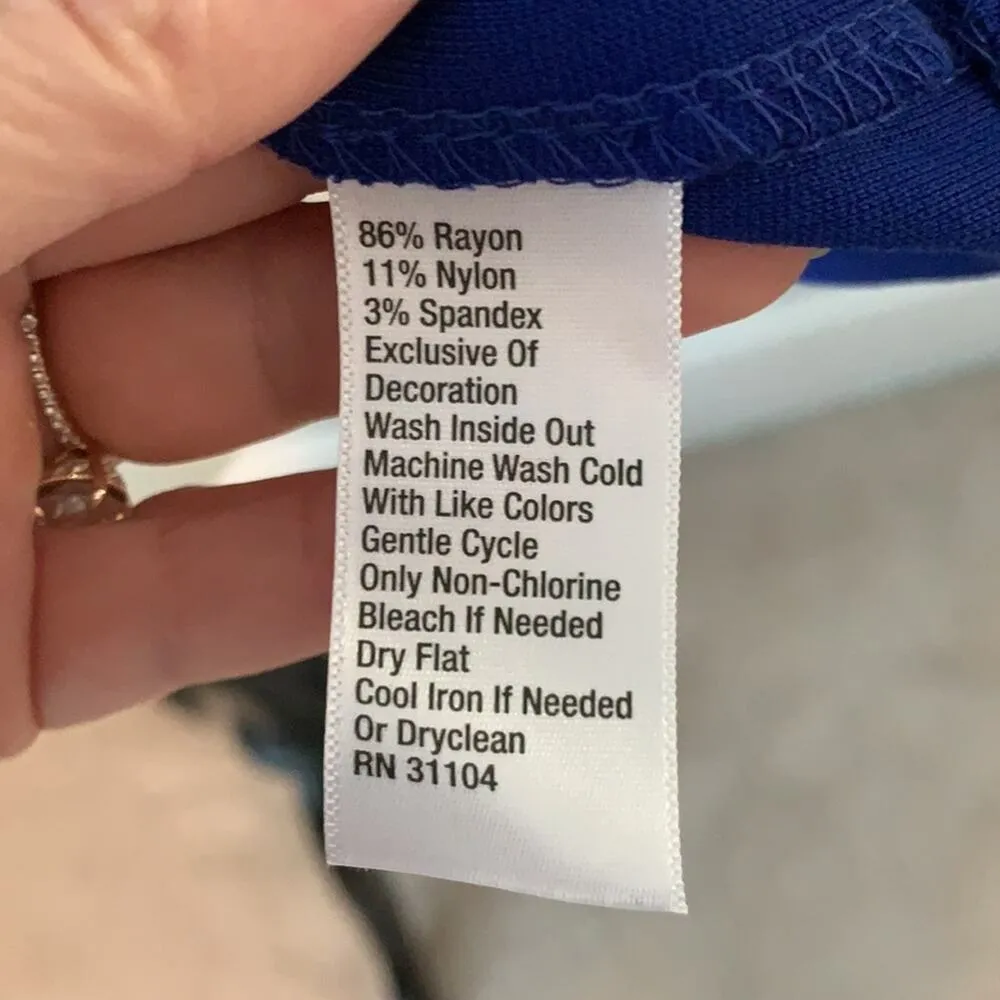 86% Rayon
11% Nylon
3% Spandex
Exclusive Of
Decoration
Wash Inside Out
Machine Wash Cold
With Like Colors
Gentle Cycle
Only Non-Chlorine
Bleach If Needed
Dry Flat
Cool Iron If Needed
Or Dryclean
RN 31104